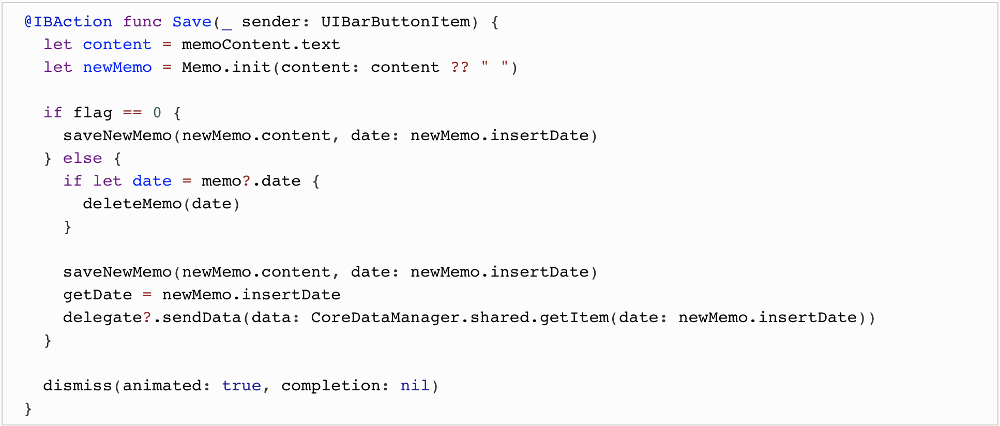 @IBAction func Save(_ sender: UIBarButtonItem) {
  let content = memoContent.text
  let newMemo = Memo.init(content: content ?? " ")

  if flag == 0 {
    saveNewMemo(newMemo.content, date: newMemo.insertDate)
  } else {
    if let date = memo?.date {
      deleteMemo(date)
    }

    saveNewMemo(newMemo.content, date: newMemo.insertDate)
    getDate = newMemo.insertDate
    delegate?.sendData(data: CoreDataManager.shared.getItem(date: newMemo.insertDate))
  }

  dismiss(animated: true, completion: nil)
}